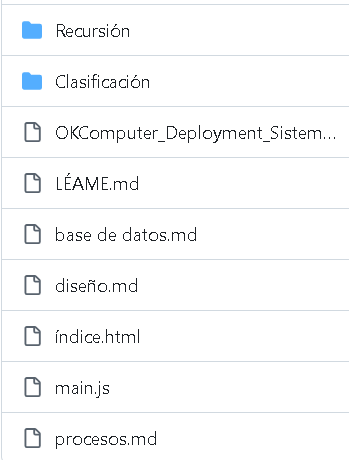 Recursión
Clasificación
OKComputer_Deployment_Sistem...
LÉAME.md
base de datos.md
diseño.md
índice.html
main.js
procesos.md